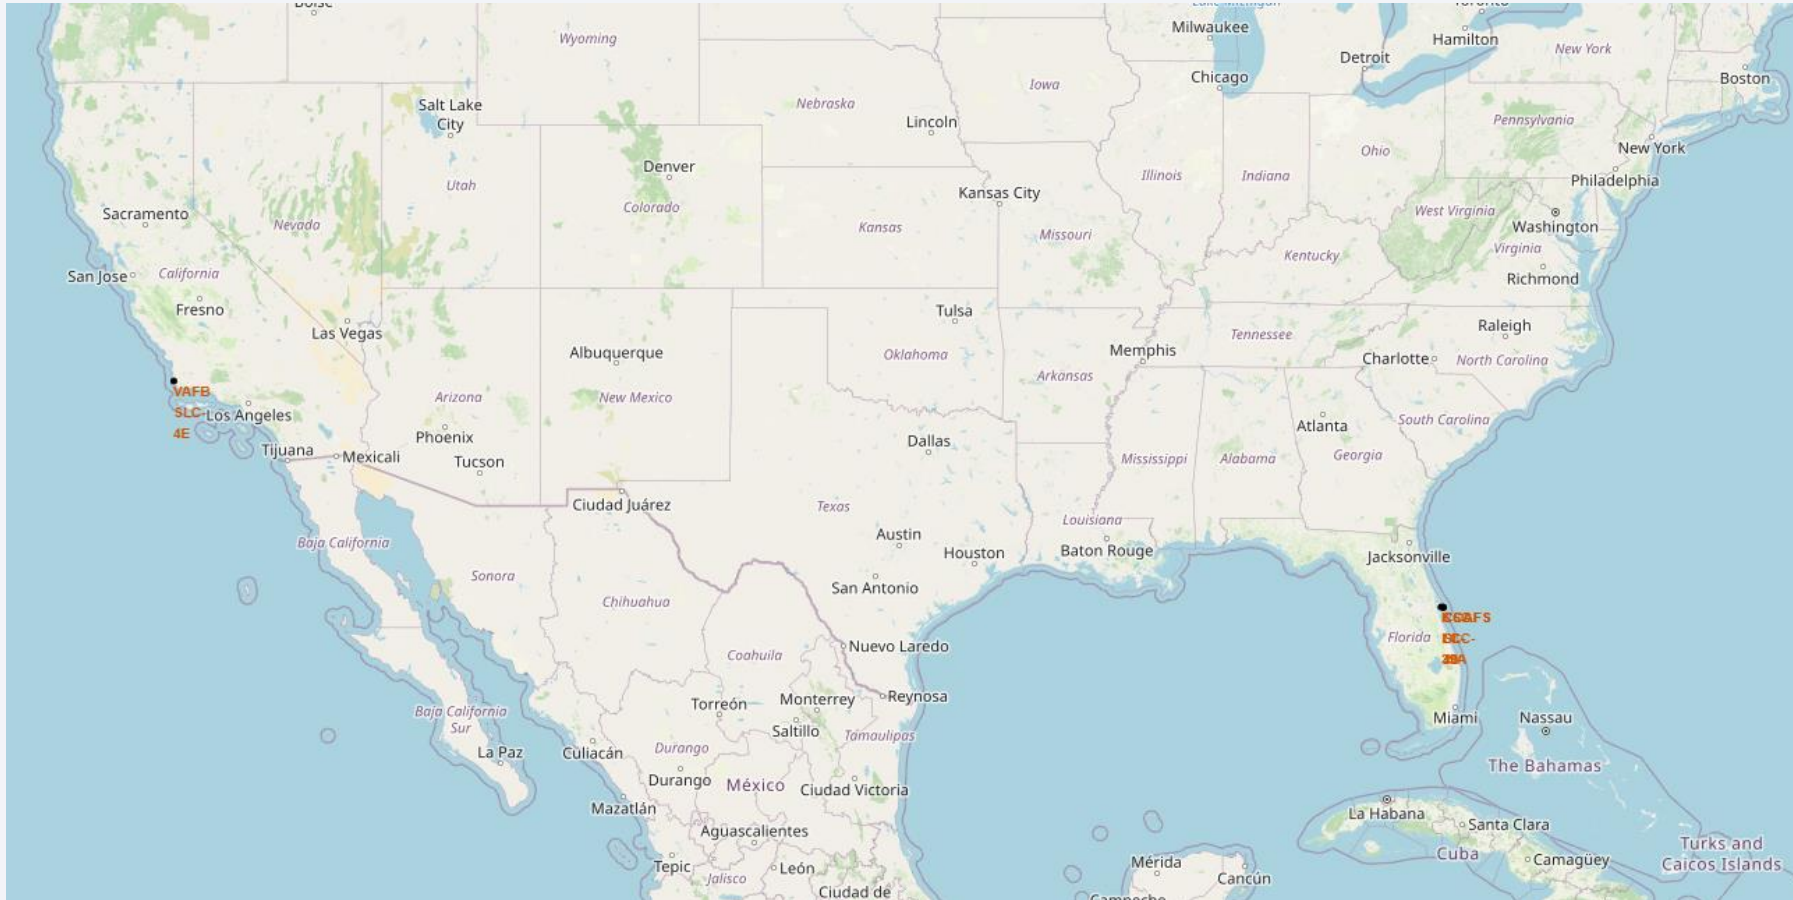 Boise
Lake Michigan
Toronto
Milwaukee
Hamilton
Wyoming
New York
Detroit
Chicago
Boston
Iowa
Nebraska
Salt Lake
City
Lincoln
Pennsylvania
New York
Ohio
Denver
Illinois
Indiana
Philadelphia
Utah
Kansas City
Colorado
Sacramento
West Virginia
Nevada
Kansas
Missouri
Washington
Virginia
Kentucky
San Jose
California
Richmond
Fresno
Tulsa
Las Vegas
Raleigh
Tennessee
Albuquerque
Oklahoma
Memphis
Charlotte
North Carolina
Arkansas
VAFB
SLC-
4E
Los Angeles
Arizona
New Mexico
South Carolina
Phoenix
Dallas
Atlanta
Tijuana
Mexicali
Tucson
Mississippi
Alabama
Georgia
Ciudad Juárez
Texas
Louisiana
Austin
Baja California
Houston
Baton Rouge
Jacksonville
Sonora
San Antonio
Chihuahua
Florida
Nuevo Laredo
Coahuila
Reynosa
Torreón
Monterrey
Baja California
Sur
Saltillo
Tamaulipas
Miami
Nassau
La Paz
Culiacán
Durango
The Bahamas
Durango
México
Ciudad Victoria
Mazatlán
La Habana
Santa Clara
Aguascalientes
Turks and
Caicos Islands
Cuba
Camagüey
Tepic
León
Mérida
Jalisco
Cancún
Ciudad de
Campeche